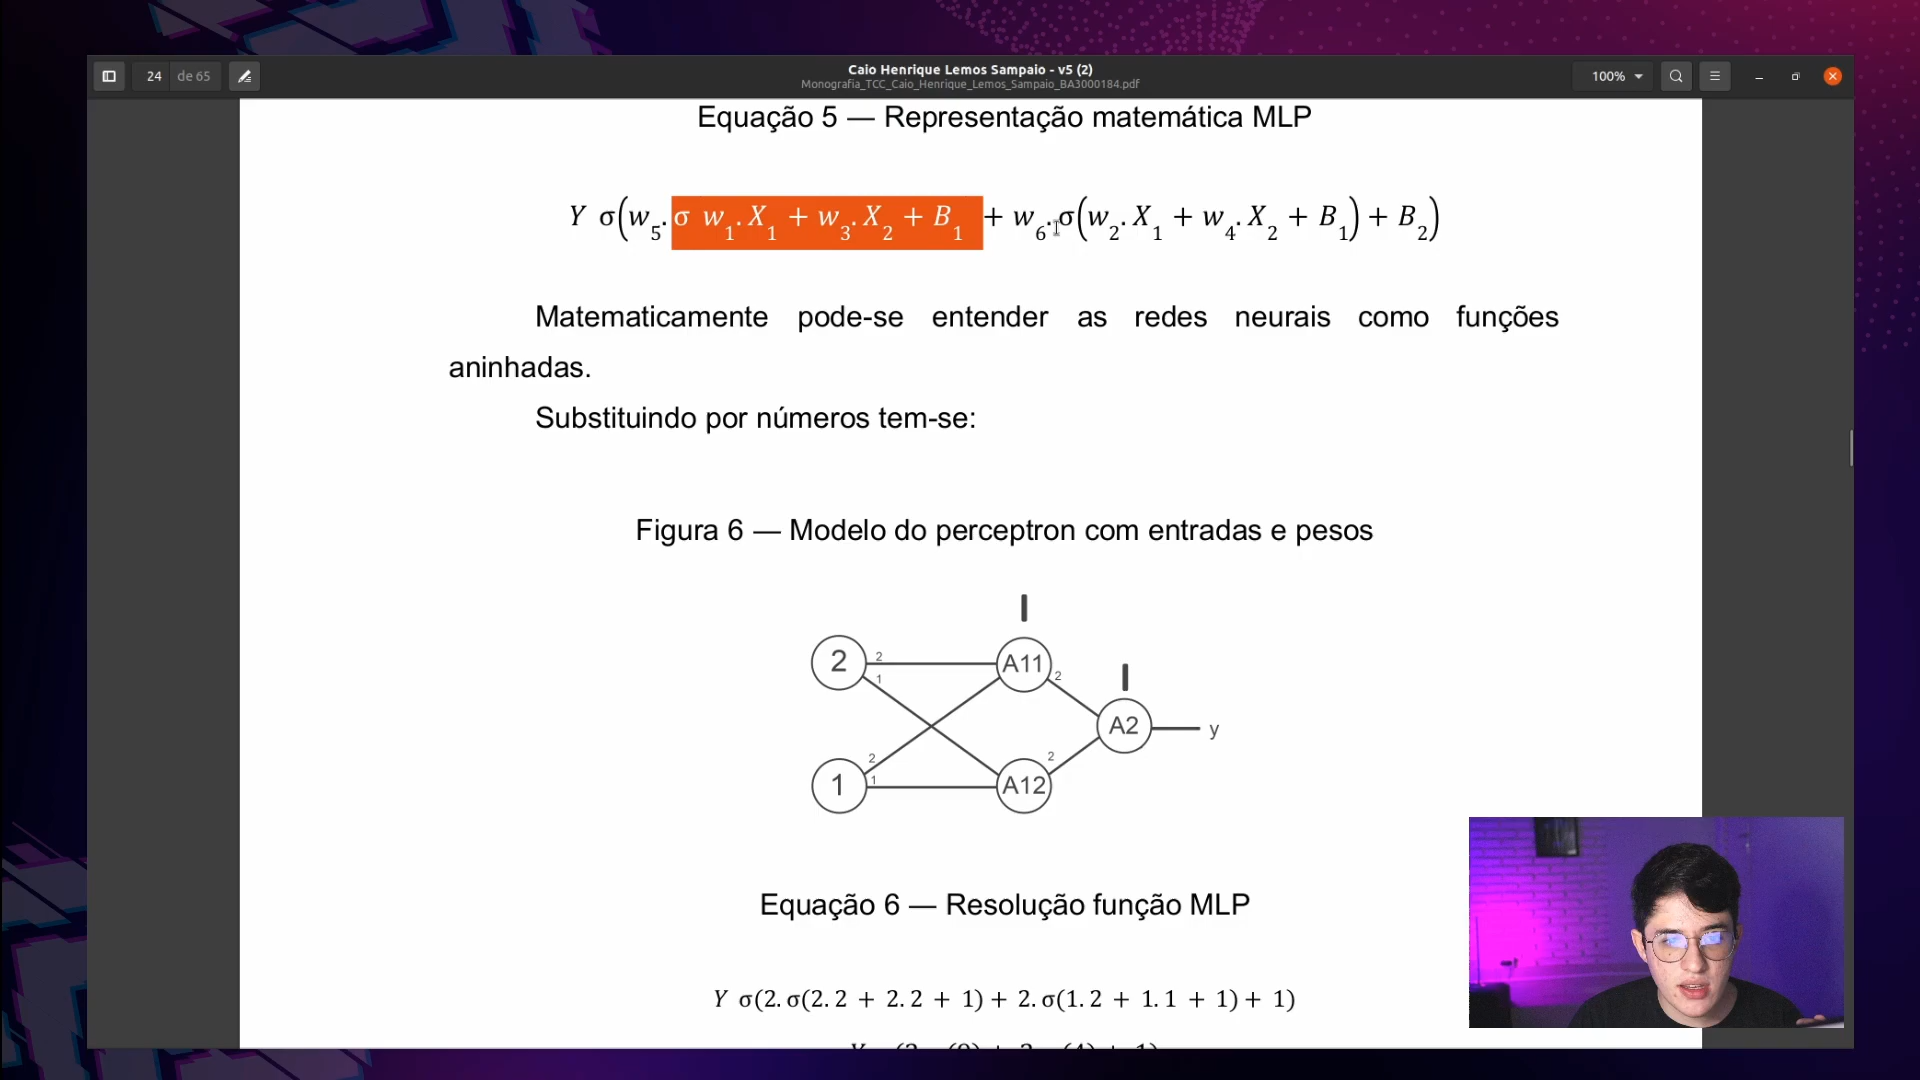 24 de 65
Caio Henrique Lemos Sampaio - v5 (2)
Monografia_TCC_Caio_Henrique_Lemos_Sampaio_BA3000184.pdf
100%
Equação 5 — Representação matemática MLP
Y σ(w5. σ w1. X1 + w3. X2 + B1 + w6. σ(w2. X1 + w4. X2 + B1) + B2)
Matematicamente pode-se entender as redes neurais como funções
aninhadas.
Substituindo por números tem-se:
Figura 6 — Modelo do perceptron com entradas e pesos
2 2 1 A11 2
A2 y
1 2 1 A12 2
Equação 6 — Resolução função MLP
Y σ(2. σ(2. 2 + 2. 2 + 1) + 2. σ(1. 2 + 1. 1 + 1) + 1)